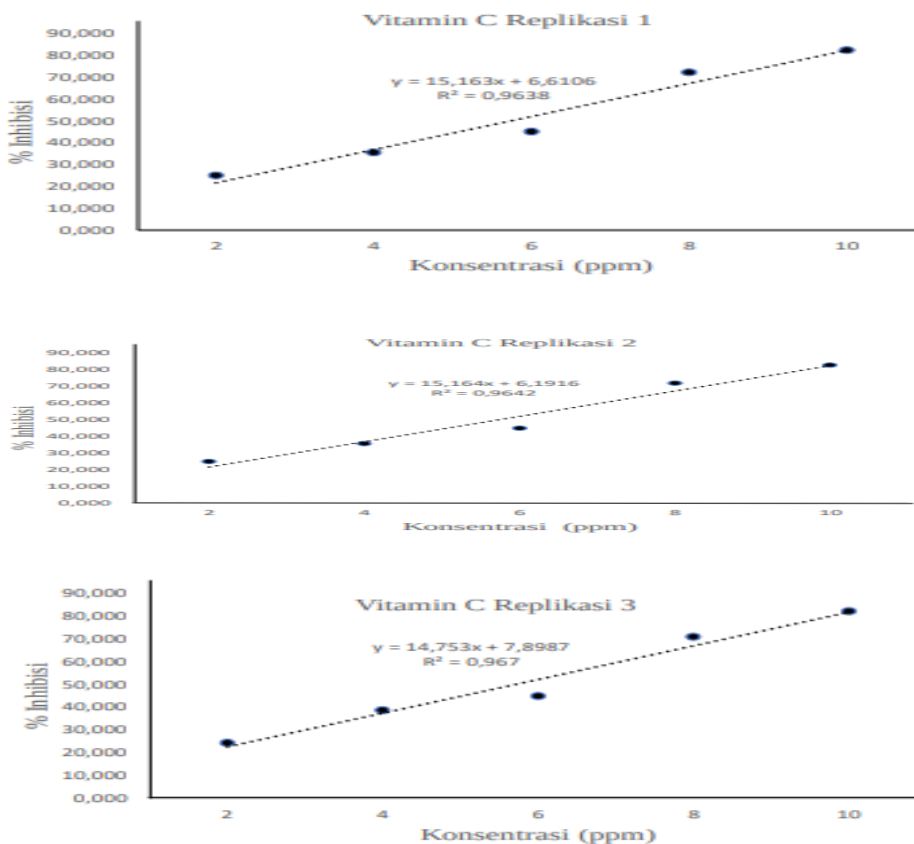 Vitamin C Replikasi 1
90,000
80,000
70,000
60,000
50,000
40,000
30,000
20,000
10,000
0,000
% Inhibisi
y = 15,163x + 6,6106
R² = 0,9638
2 4 6 8 10
Konsentrasi (ppm)
Vitamin C Replikasi 2
90,000
80,000
70,000
60,000
50,000
40,000
30,000
20,000
10,000
0,000
% Inhibisi
y = 15,164x + 6,1916
R² = 0,9642
2 4 6 8 10
Konsentrasi (ppm)
Vitamin C Replikasi 3
90,000
80,000
70,000
60,000
50,000
40,000
30,000
20,000
10,000
0,000
% Inhibisi
y = 14,753x + 7,8987
R² = 0,967
2 4 6 8 10
Konsentrasi (ppm)